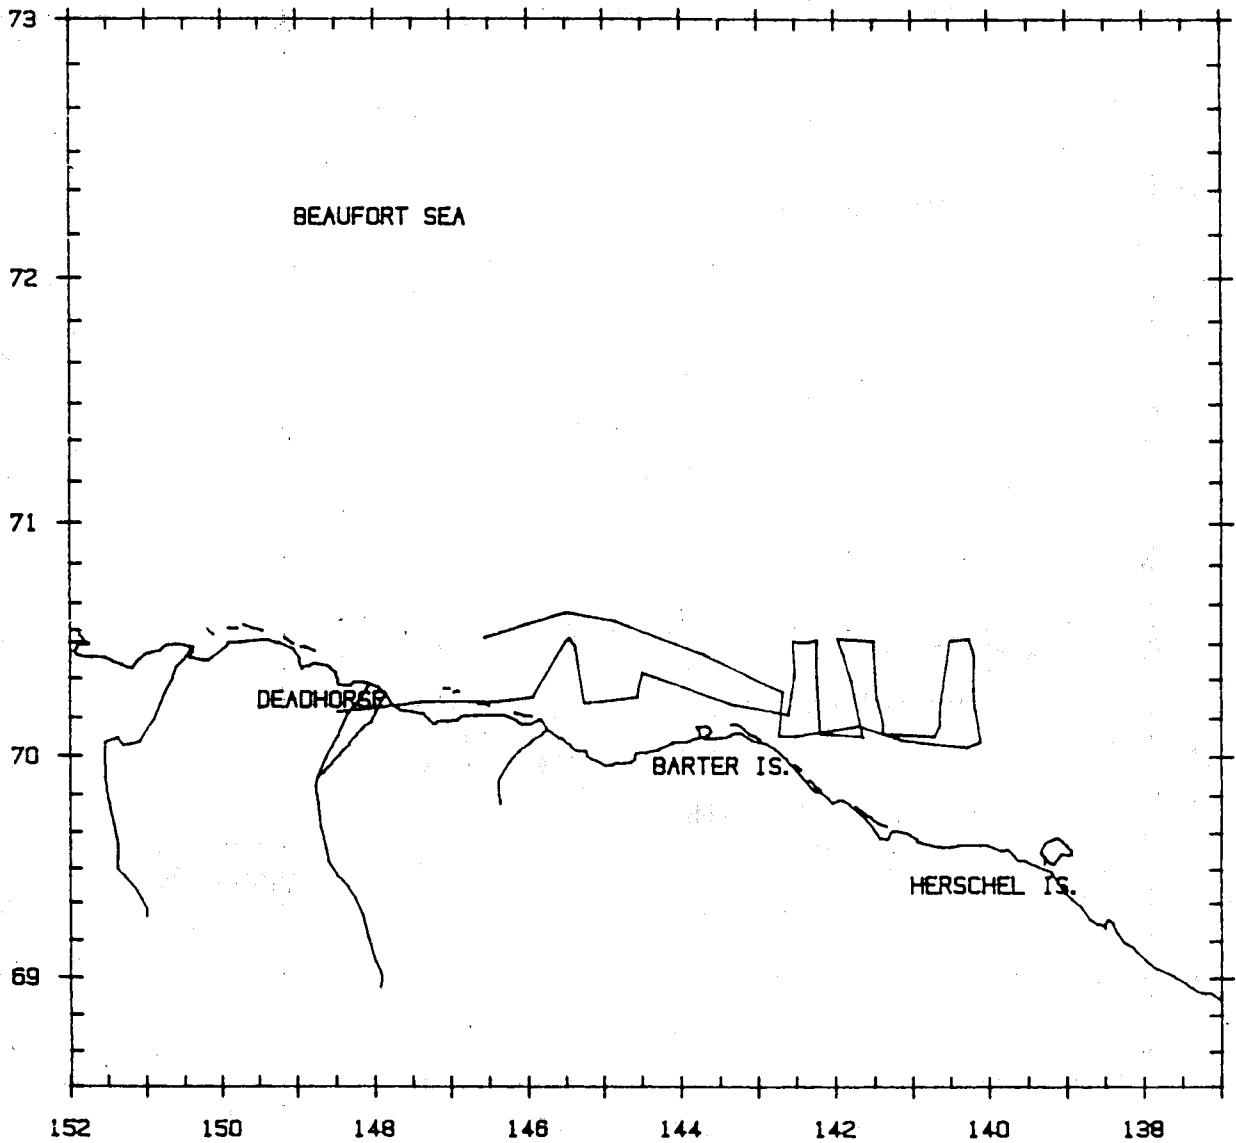 73
BEAUFORT SEA
72
71
DEADHORSE
70
BARTER IS.
HERSCHEL IS.
69
152 150 148 146 144 142 140 138